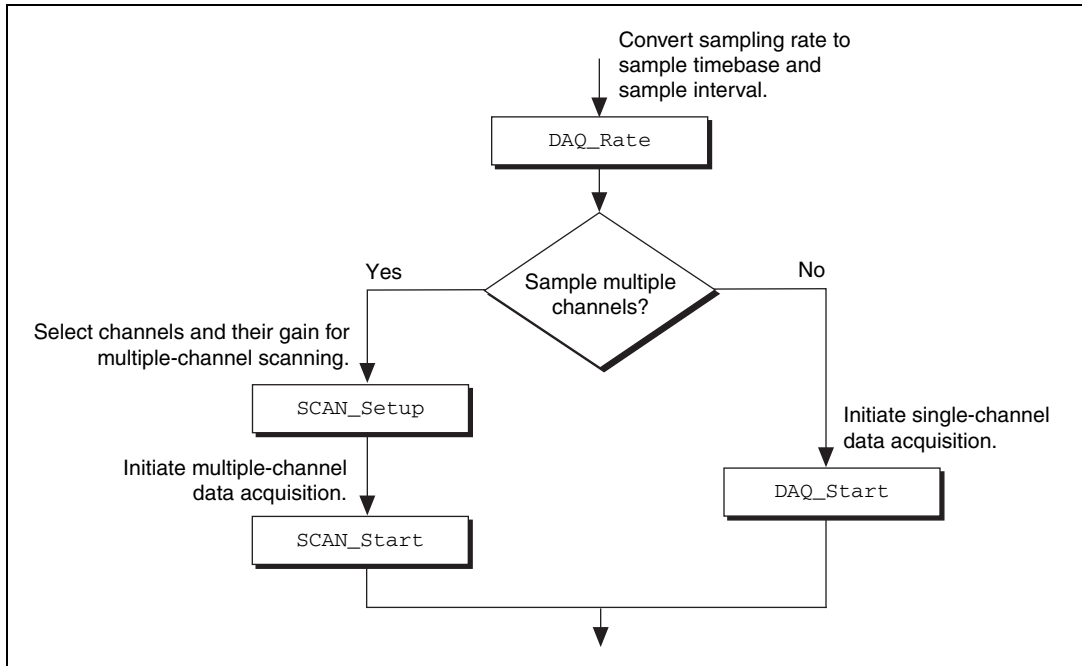 Convert sampling rate to
sample timebase and
sample interval.
DAQ_Rate
Yes
Sample multiple
channels?
No
Select channels and their gain for
multiple-channel scanning.
SCAN_Setup
Initiate multiple-channel
data acquisition.
SCAN_Start
Initiate single-channel
data acquisition.
DAQ_Start